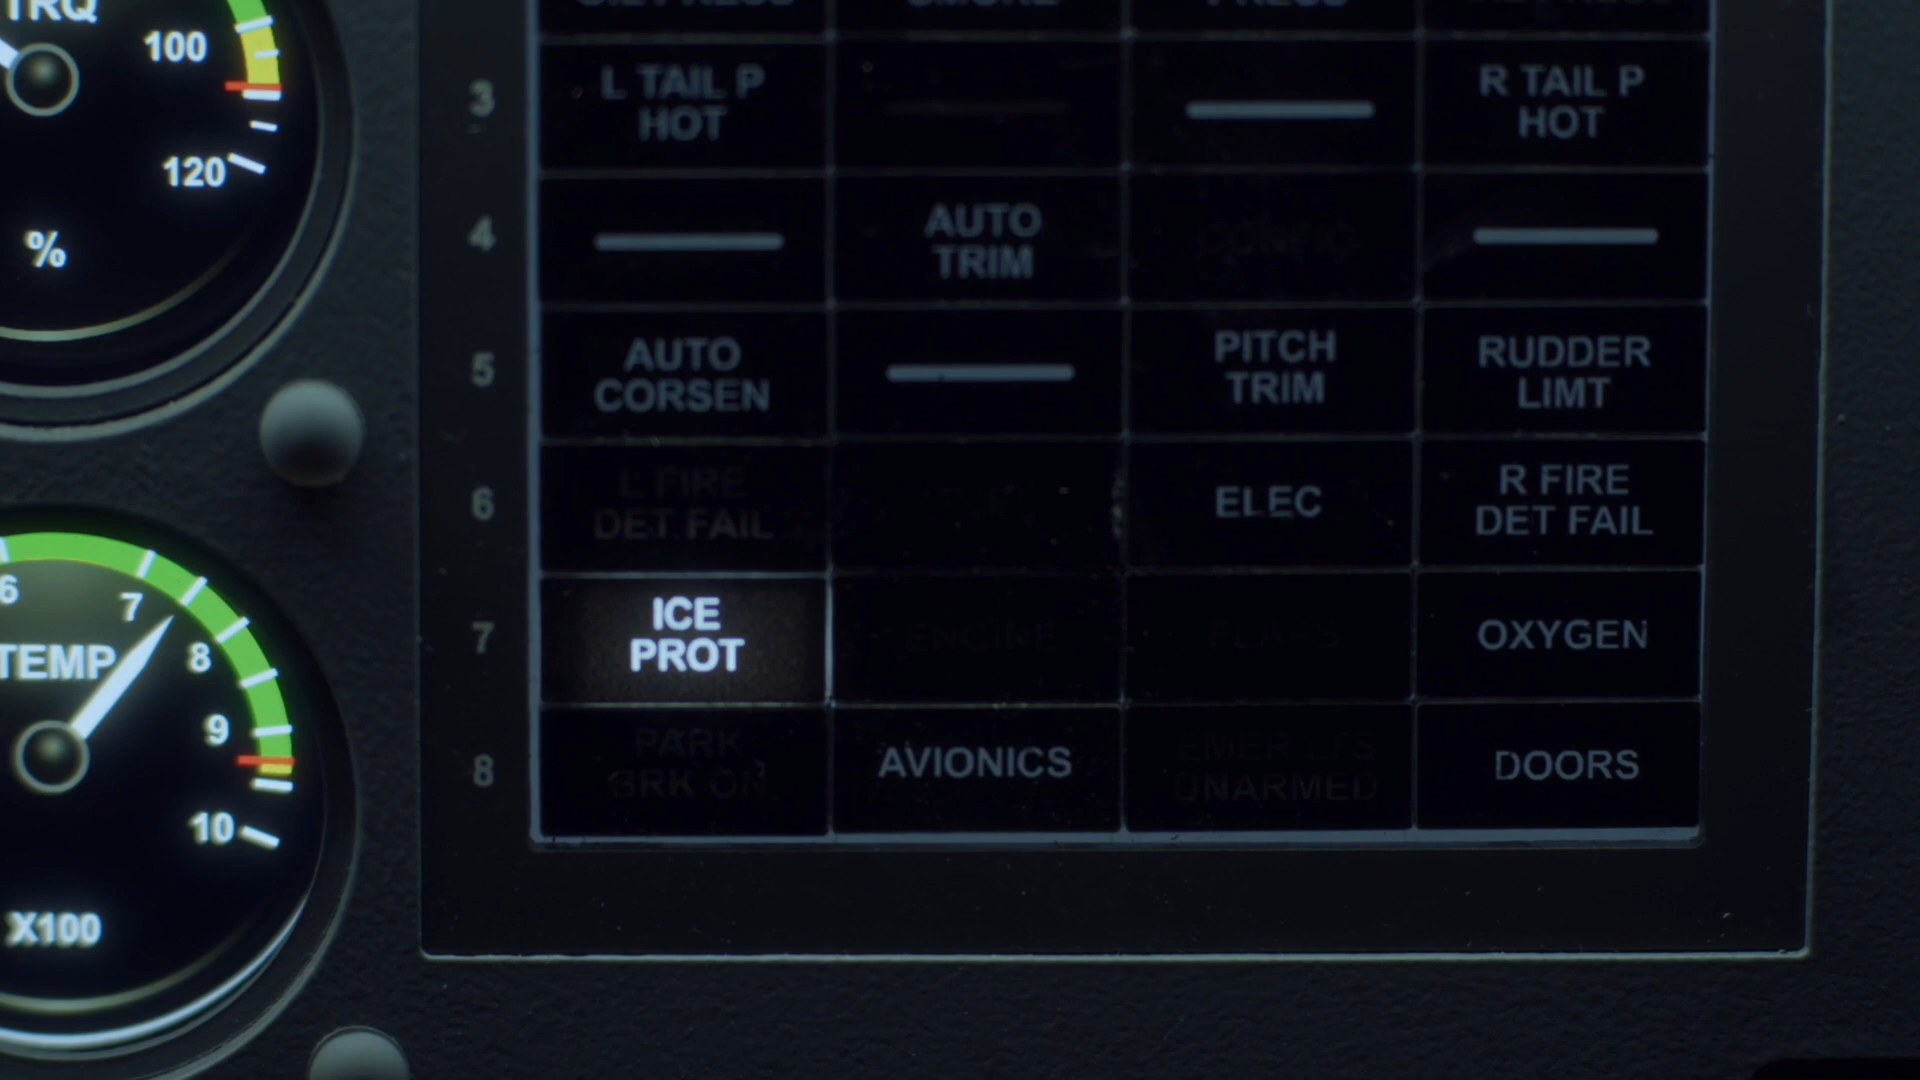 TRQ
100
120
%
6
7
8
9
10
TEMP
X100
3
L TAIL P
HOT
R TAIL P
HOT
4
AUTO
TRIM
5
AUTO
CORSEN
PITCH
TRIM
RUDDER
LIMT
6
L FIRE
DET FAIL
ELEC
R FIRE
DET FAIL
7
ICE
PROT
ENGINE
FLAPS
OXYGEN
8
PARK
BRK ON
AVIONICS
UNARMED
DOORS